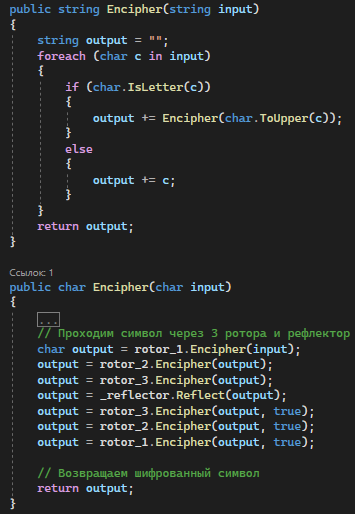 public string Encipher(string input)
{
    string output = "";
    foreach (char c in input)
    {
        if (char.IsLetter(c))
        {
            output += Encipher(char.ToUpper(c));
        }
        else
        {
            output += c;
        }
    }
    return output;
}
Ссылок: 1
public char Encipher(char input)
{
    ...
    // Проходим символ через 3 ротора и рефлектор
    char output = rotor_1.Encipher(input);
    output = rotor_2.Encipher(output);
    output = rotor_3.Encipher(output);
    output = _reflector.Reflect(output);
    output = rotor_3.Encipher(output, true);
    output = rotor_2.Encipher(output, true);
    output = rotor_1.Encipher(output, true);
    // Возвращаем шифрованный символ
    return output;
}